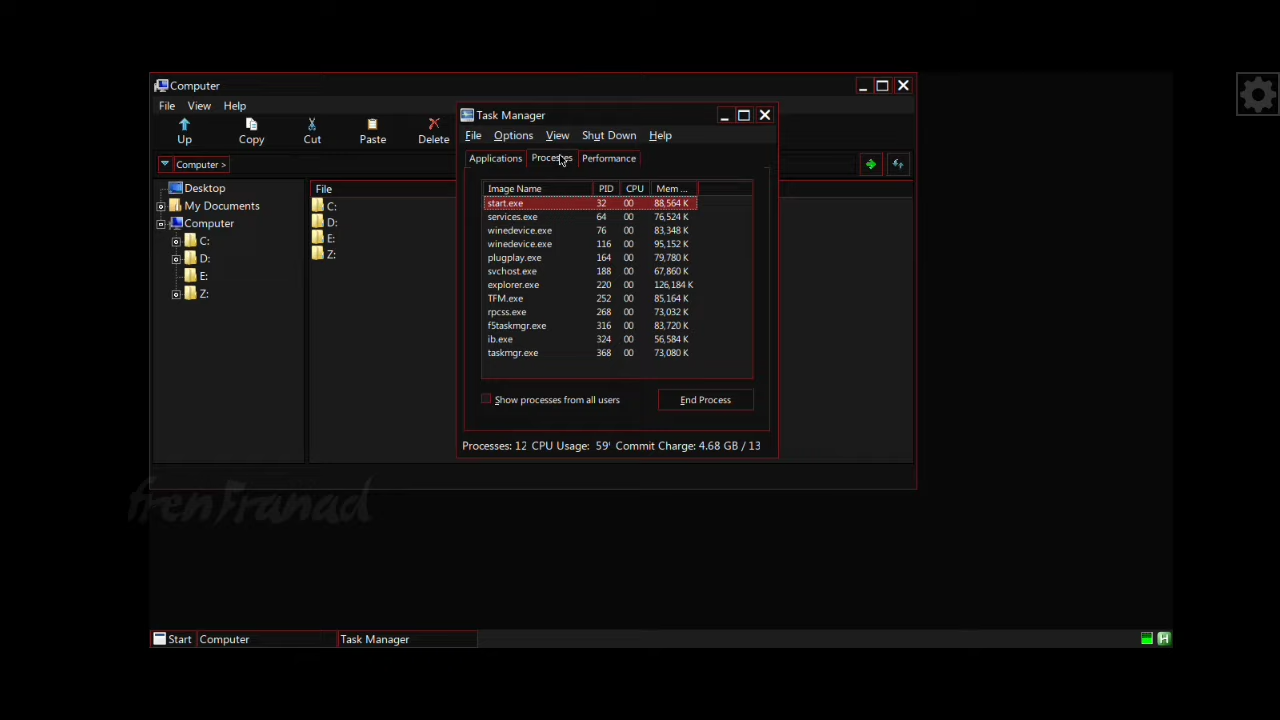 Computer
File View Help
Up Copy Cut Paste Delete
Computer >
Desktop
My Documents
Computer
C:
D:
E:
Z:
File
C:
D:
E:
Z:
Task Manager
File Options View Shut Down Help
Applications Processes Performance
Image Name PID CPU Mem ...
start.exe 32 00 88,564 K
services.exe 64 00 76,524 K
winedevice.exe 76 00 83,348 K
winedevice.exe 116 00 95,152 K
plugplay.exe 164 00 79,780 K
svchost.exe 188 00 67,860 K
explorer.exe 220 00 126,184 K
TFM.exe 252 00 85,164 K
rpcss.exe 268 00 73,032 K
f5taskmgr.exe 316 00 83,720 K
ib.exe 324 00 56,584 K
taskmgr.exe 368 00 73,080 K
Show processes from all users End Process
Processes: 12 CPU Usage: 59' Commit Charge: 4.68 GB / 13
frenFranad
Start Computer Task Manager H